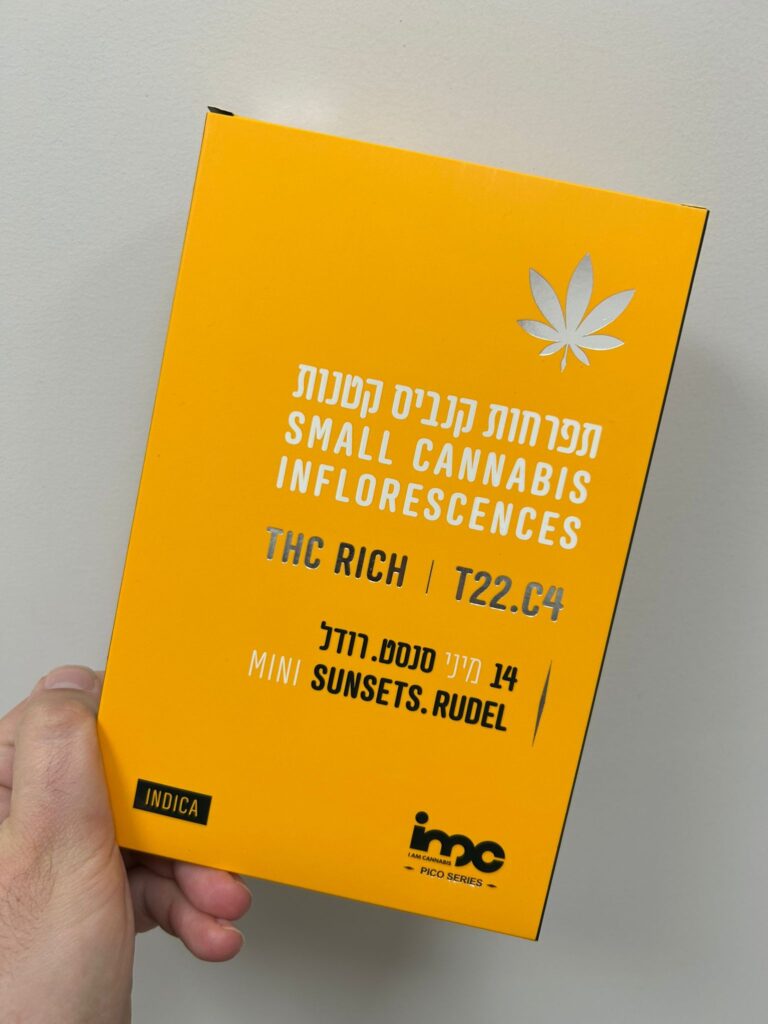 תפרחות קנביס קטנות
SMALL CANNABIS
INFLORESCENCES
THC RICH | T22.C4
14 מיני סנסט.רודל
MINI SUNSETS.RUDEL
INDICA
imc
I AM CANNABIS
PICO SERIES